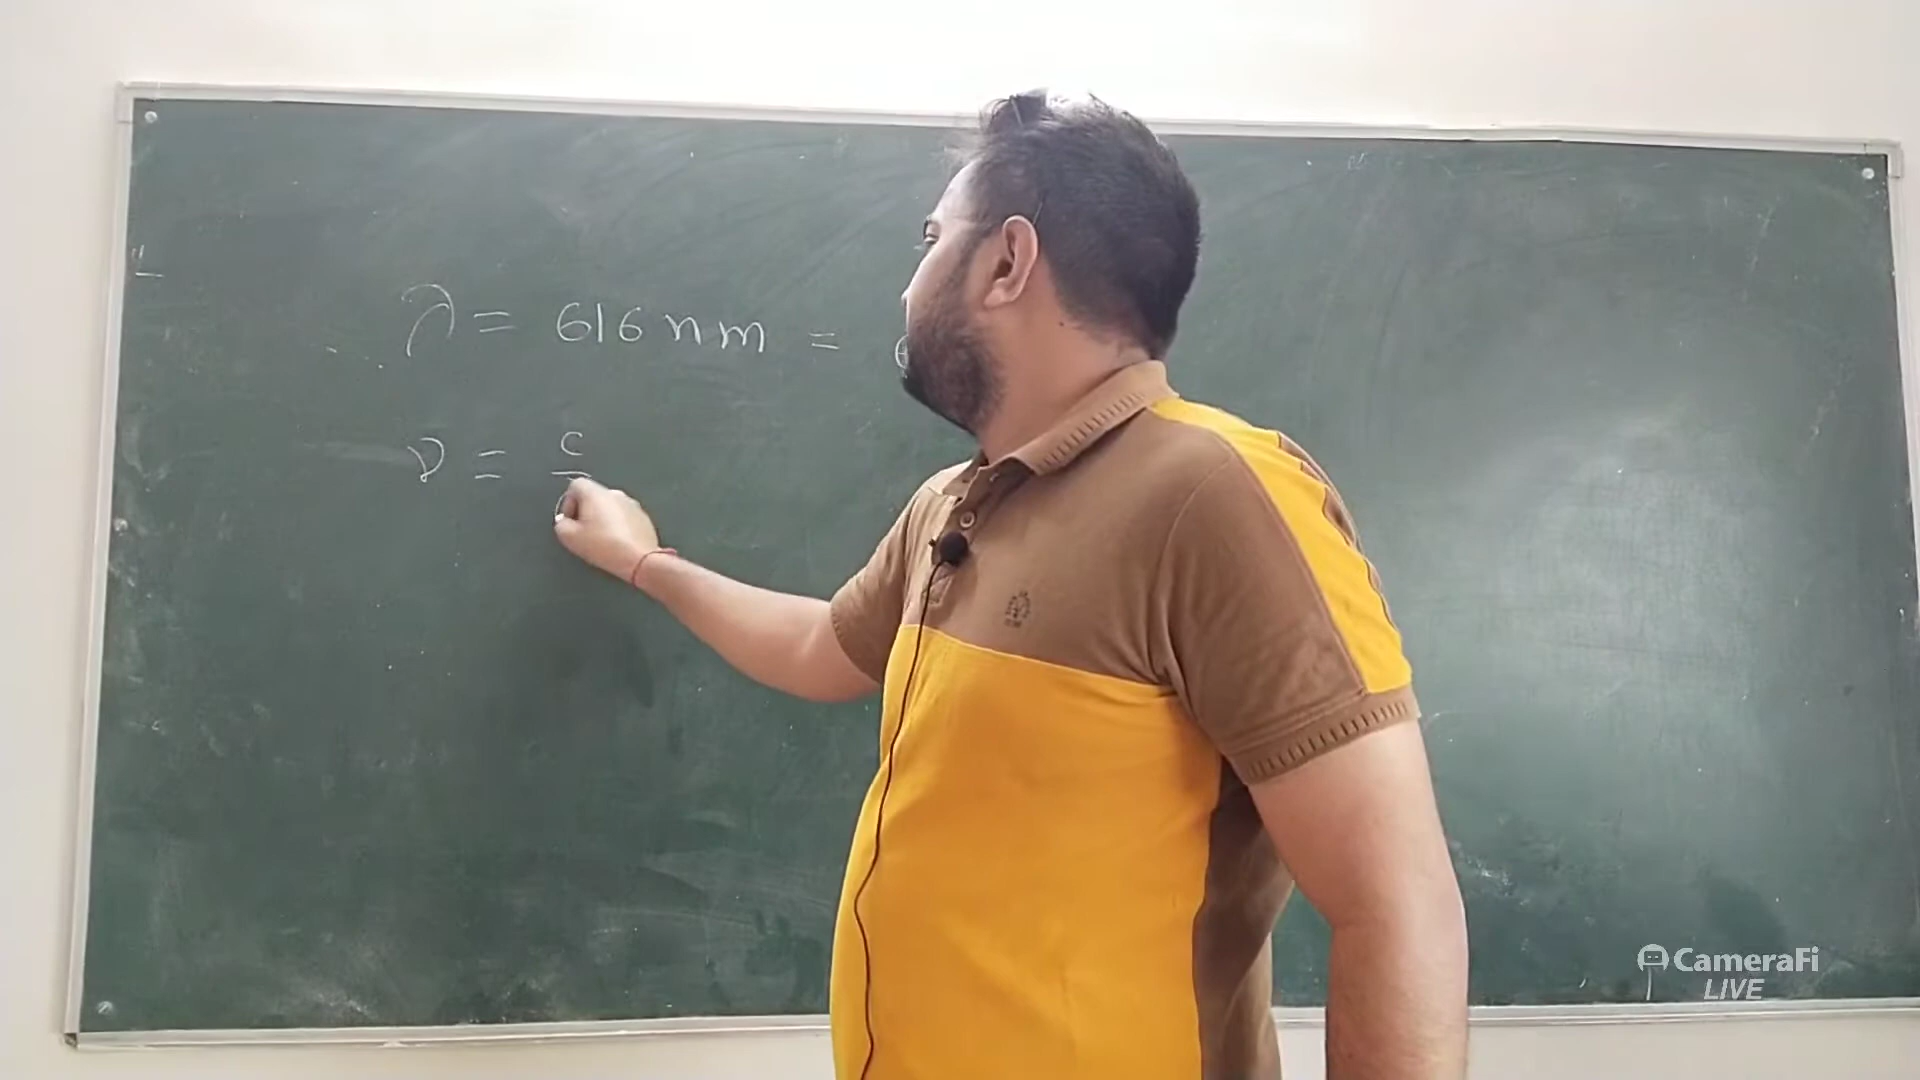 λ = 616 nm =
ν = c
CameraFi
LIVE